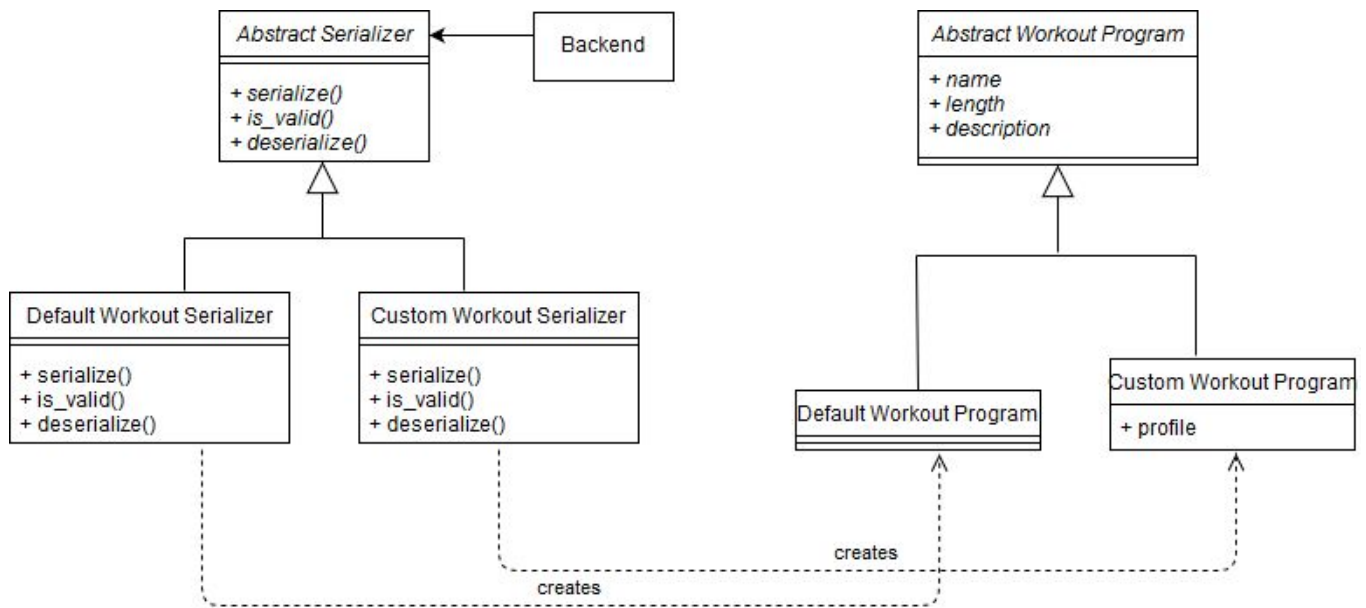 Abstract Serializer
+ serialize()
+ is_valid()
+ deserialize()
Backend
Abstract Workout Program
+ name
+ length
+ description
Default Workout Serializer
+ serialize()
+ is_valid()
+ deserialize()
Custom Workout Serializer
+ serialize()
+ is_valid()
+ deserialize()
Default Workout Program
Custom Workout Program
+ profile
creates
creates